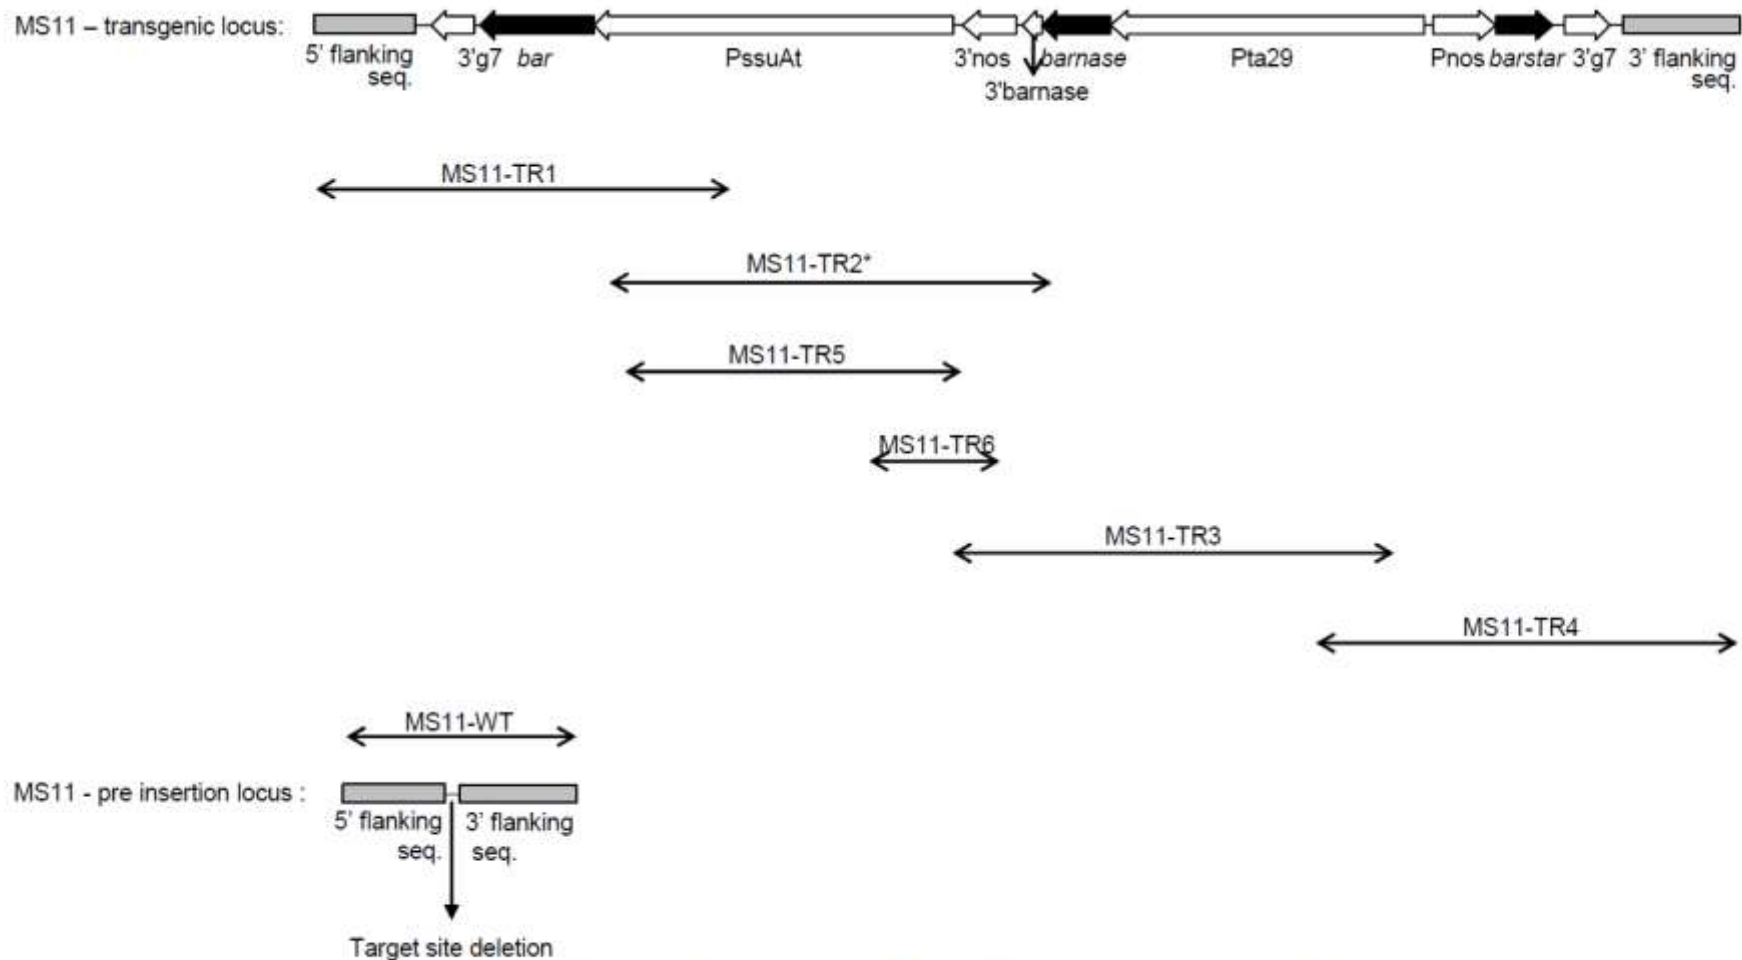 MS11 – transgenic locus:
5' flanking seq.
3'g7
bar
PssuAt
3'nos
barnase
3'barnase
Pta29
Pnos
barstar
3'g7
3' flanking seq.
MS11-TR1
MS11-TR2*
MS11-TR5
MS11-TR6
MS11-TR3
MS11-TR4
MS11-WT
MS11 - pre insertion locus :
5' flanking seq.
3' flanking seq.
Target site deletion